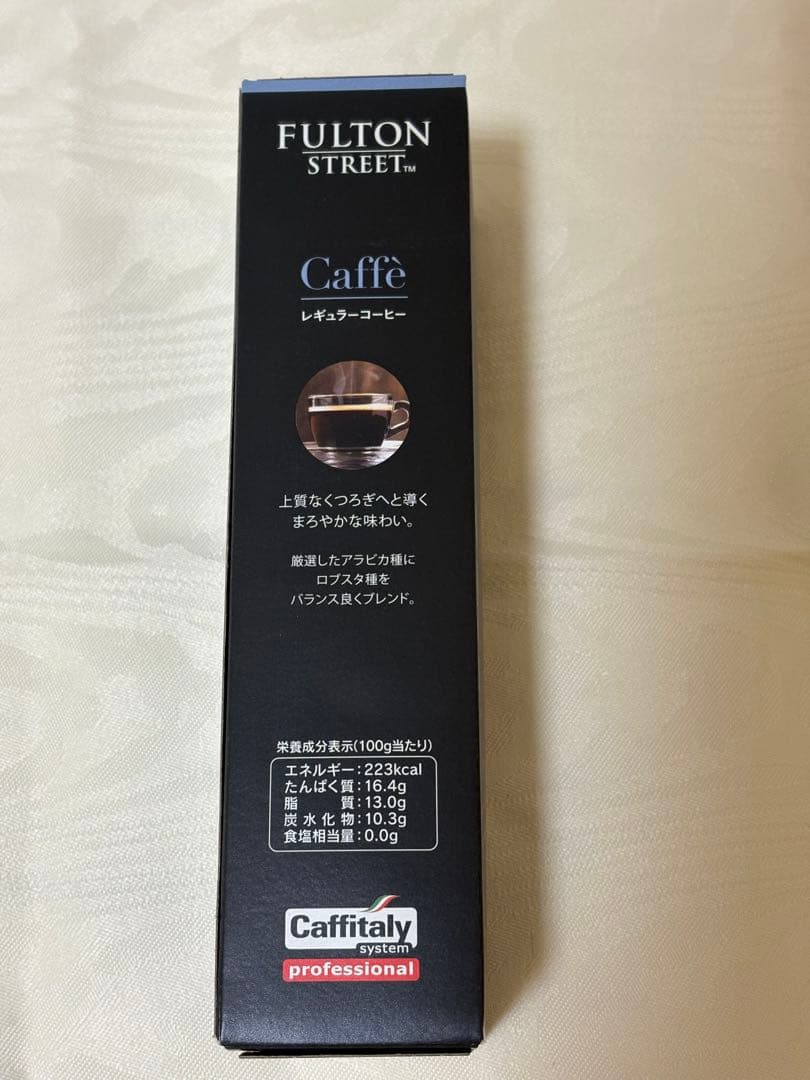 FULTON
STREET™
Caffè
レギュラーコーヒー
上質なくつろぎへと導く
まろやかな味わい。
厳選したアラビカ種に
ロブスタ種を
バランス良くブレンド。
栄養成分表示(100g当たり)
エネルギー:223kcal
たんぱく質:16.4g
脂質:13.0g
炭水化物:10.3g
食塩相当量:0.0g
Caffitaly
system
professional